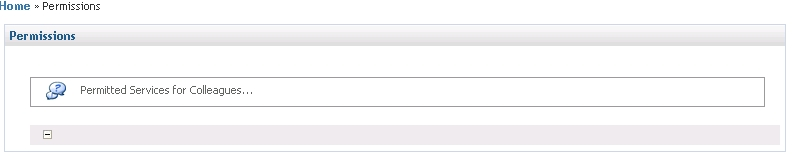 Home » Permissions
Permissions
Permitted Services for Colleagues...